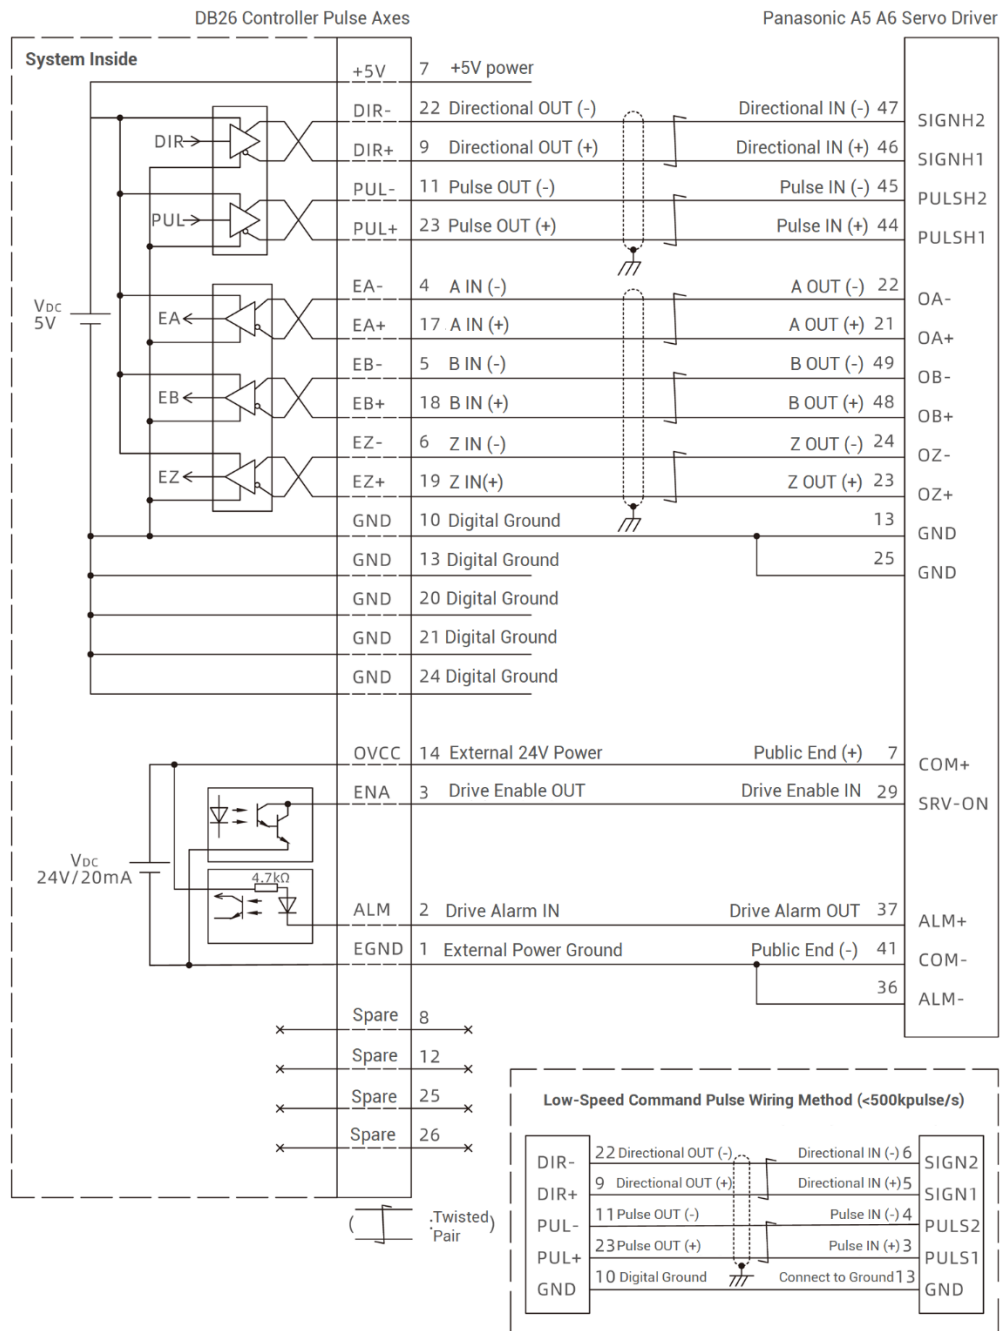 DB26 Controller Pulse Axes Panasonic A5 A6 Servo Driver
System Inside
+5V 7 +5V power
DIR- 22 Directional OUT (-) Directional IN (-) 47 SIGNH2
DIR
DIR+ 9 Directional OUT (+) Directional IN (+) 46 SIGNH1
PUL- 11 Pulse OUT (-) Pulse IN (-) 45 PULSH2
PUL
PUL+ 23 Pulse OUT (+) Pulse IN (+) 44 PULSH1
EA- 4 A IN (-) A OUT (-) 22 OA-
VDC
5V
EA
EA+ 17 A IN (+) A OUT (+) 21 OA+
EB- 5 B IN (-) B OUT (-) 49 OB-
EB
EB+ 18 B IN (+) B OUT (+) 48 OB+
EZ- 6 Z IN (-) Z OUT (-) 24 OZ-
EZ
EZ+ 19 Z IN(+) Z OUT (+) 23 OZ+
GND 10 Digital Ground 13 GND
GND 13 Digital Ground 25 GND
GND 20 Digital Ground
GND 21 Digital Ground
GND 24 Digital Ground
OVCC 14 External 24V Power Public End (+) 7 COM+
ENA 3 Drive Enable OUT Drive Enable IN 29 SRV-ON
VDC
24V/20mA
4.7kΩ
ALM 2 Drive Alarm IN Drive Alarm OUT 37 ALM+
EGND 1 External Power Ground Public End (-) 41 COM-
36 ALM-
Spare 8
Spare 12
Spare 25
Spare 26
( :Twisted Pair )
Low-Speed Command Pulse Wiring Method (<500kpulse/s)
DIR- 22 Directional OUT (-) Directional IN (-) 6 SIGN2
DIR+ 9 Directional OUT (+) Directional IN (+) 5 SIGN1
PUL- 11 Pulse OUT (-) Pulse IN (-) 4 PULS2
PUL+ 23 Pulse OUT (+) Pulse IN (+) 3 PULS1
GND 10 Digital Ground Connect to Ground 13 GND